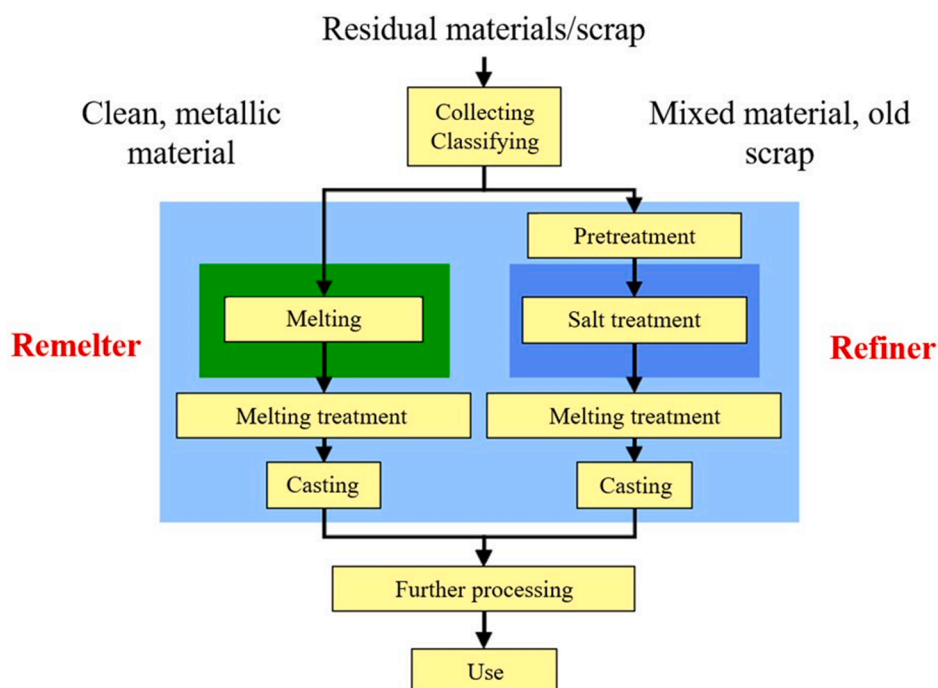 Residual materials/scrap
Clean, metallic
material
Collecting
Classifying
Mixed material, old
scrap
Pretreatment
Melting
Salt treatment
Remelter
Refiner
Melting treatment
Melting treatment
Casting
Casting
Further processing
Use